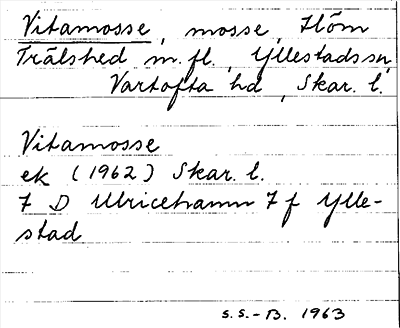 Vitamosse, mosse, Höm
Trälshed m. fl., Yllestads sn,
Vartofta hd, Skar. l.
Vitamosse
ek (1962) Skar. l.
7 D Ulricehamn 7 f Ylle-
stad
s.s.-B. 1963